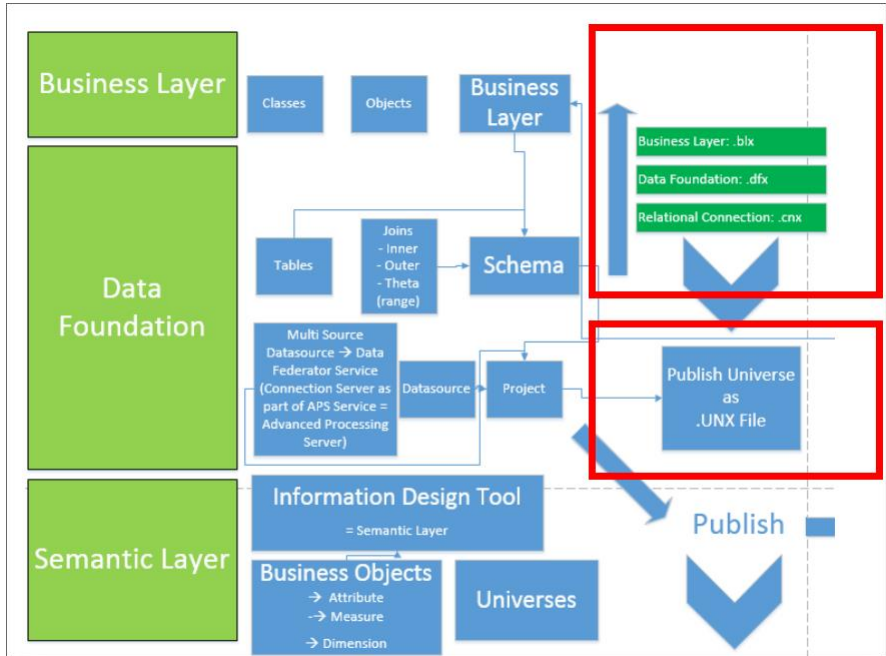 Business Layer
Classes
Objects
Business
Layer
Business Layer: .blx
Data Foundation: .dfx
Relational Connection: .cnx
Data
Foundation
Tables
Joins
- Inner
- Outer
- Theta
(range)
Schema
Multi Source
Datasource → Data
Federator Service
(Connection Server as
part of APS Service =
Advanced Processing
Server)
Datasource
Project
Publish Universe
as
.UNX File
Semantic Layer
Information Design Tool
= Semantic Layer
Business Objects
→ Attribute
-→ Measure
→ Dimension
Universes
Publish